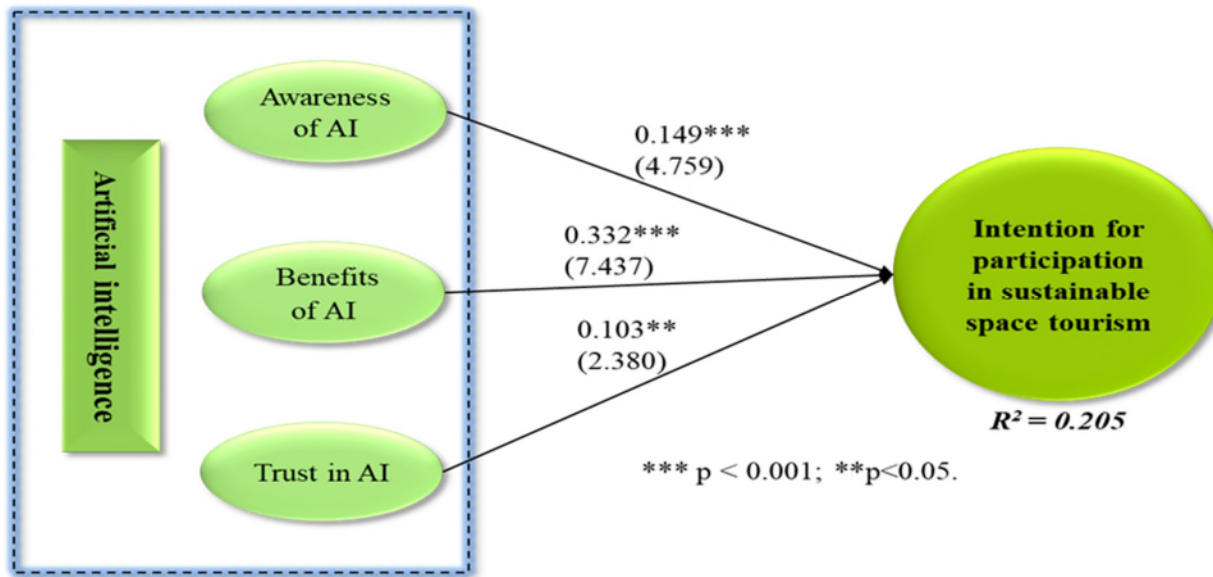 Artificial intelligence
Awareness
of AI
0.149***
(4.759)
Benefits
of AI
0.332***
(7.437)
Trust in AI
0.103**
(2.380)
Intention for
participation
in sustainable
space tourism
R² = 0.205
*** p < 0.001; **p<0.05.